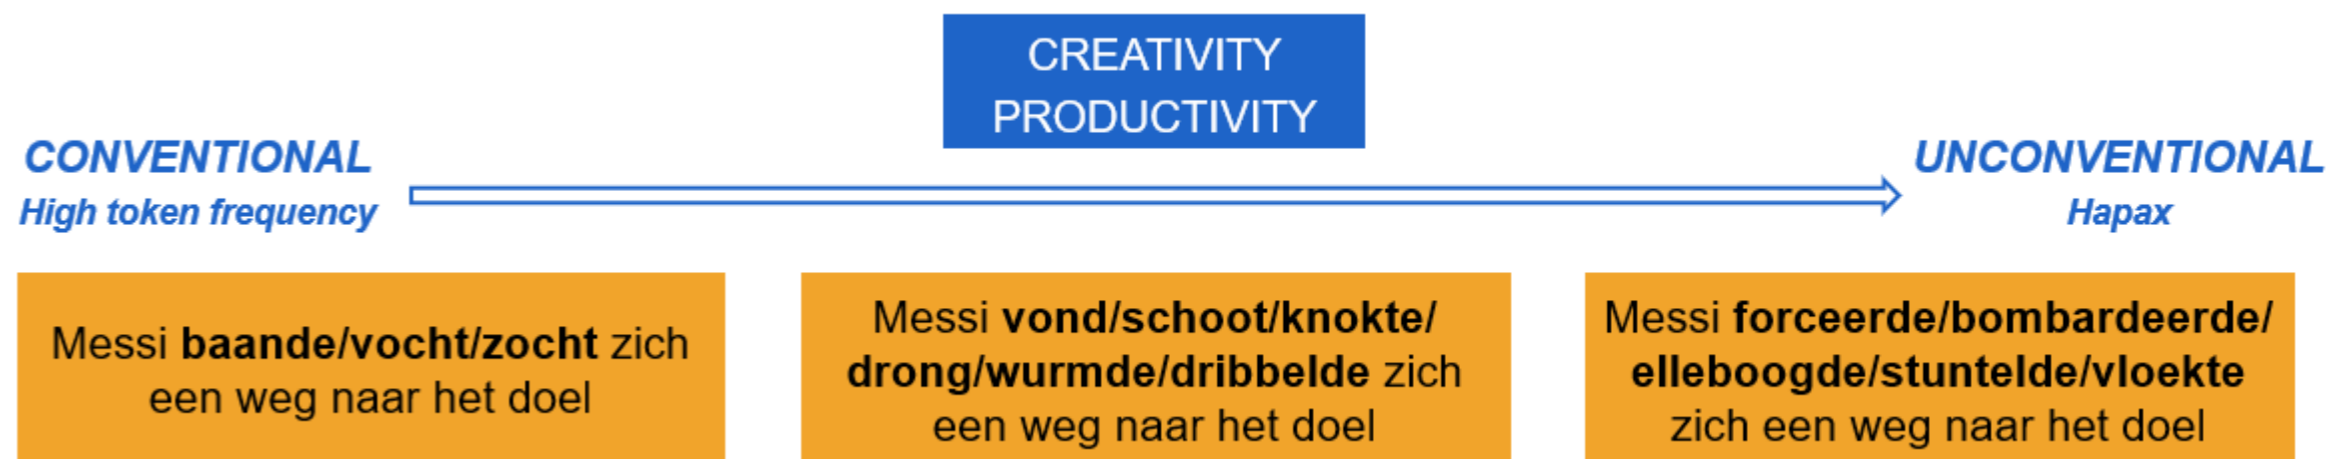 CREATIVITY
PRODUCTIVITY
CONVENTIONAL
High token frequency
UNCONVENTIONAL
Hapax
Messi baande/vocht/zocht zich
een weg naar het doel
Messi vond/schoot/knokte/
drong/wurmde/dribbelde zich
een weg naar het doel
Messi forceerde/bombardeerde/
elleboogde/stuntelde/vloekte
zich een weg naar het doel